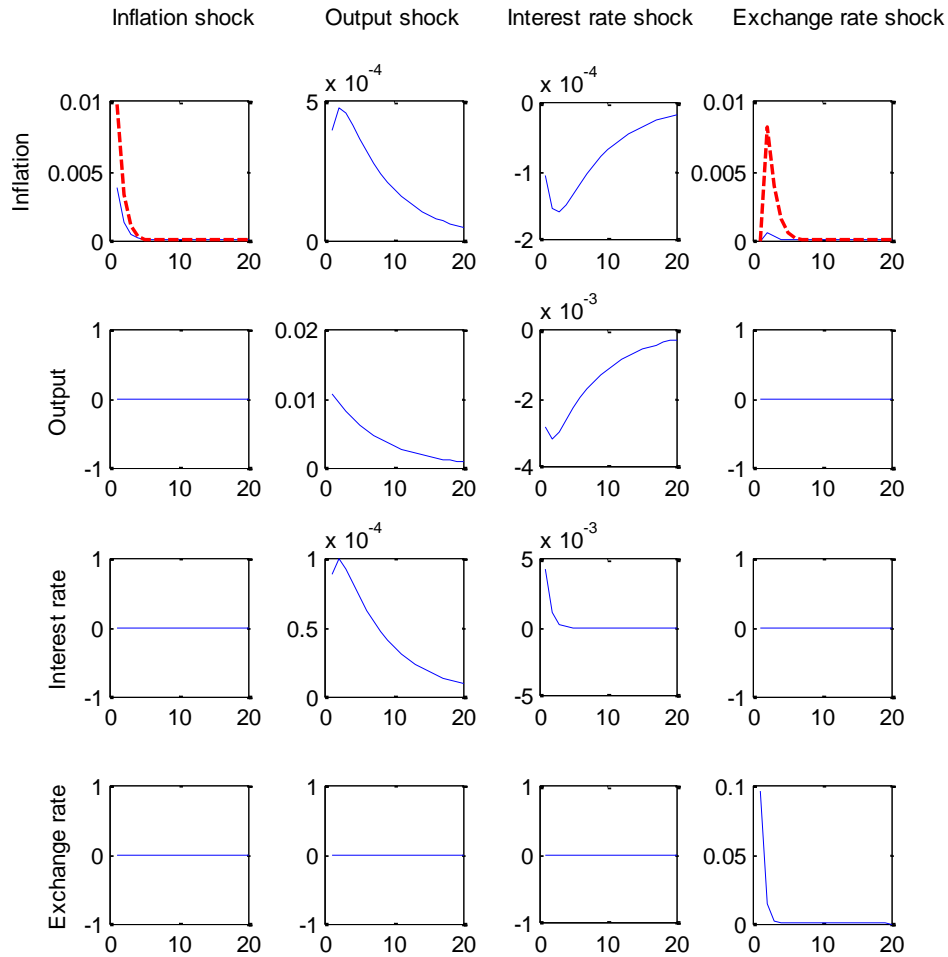 Inflation shock Output shock Interest rate shock Exchange rate shock
x 10^-4 x 10^-4
Inflation
0.01 0.005 0
0 10 20
5 0
0 10 20
0 -1 -2
0 10 20
0.01 0.005 0
0 10 20
x 10^-3
Output
1 0 -1
0 10 20
0.02 0.01 0
0 10 20
0 -2 -4
0 10 20
1 0 -1
0 10 20
x 10^-4 x 10^-3
Interest rate
1 0 -1
0 10 20
1 0.5 0
0 10 20
5 0 -5
0 10 20
1 0 -1
0 10 20
Exchange rate
1 0 -1
0 10 20
1 0 -1
0 10 20
1 0 -1
0 10 20
0.1 0.05 0
0 10 20